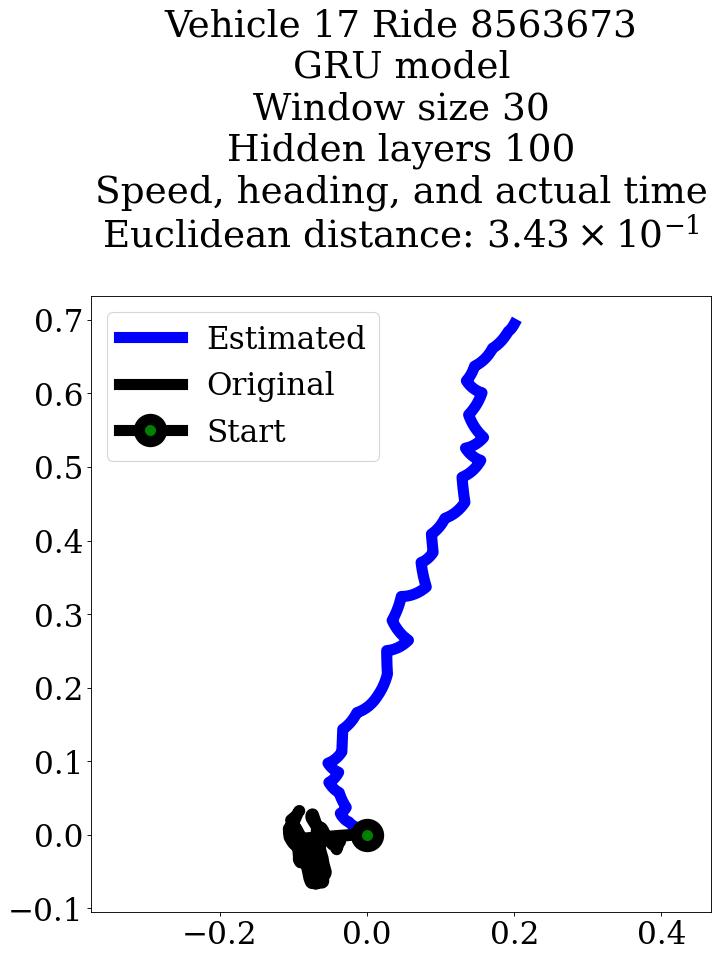 Vehicle 17 Ride 8563673
GRU model
Window size 30
Hidden layers 100
Speed, heading, and actual time
Euclidean distance: 3.43 × 10⁻¹
Estimated
Original
Start
0.7
0.6
0.5
0.4
0.3
0.2
0.1
0.0
−0.1
−0.2 0.0 0.2 0.4